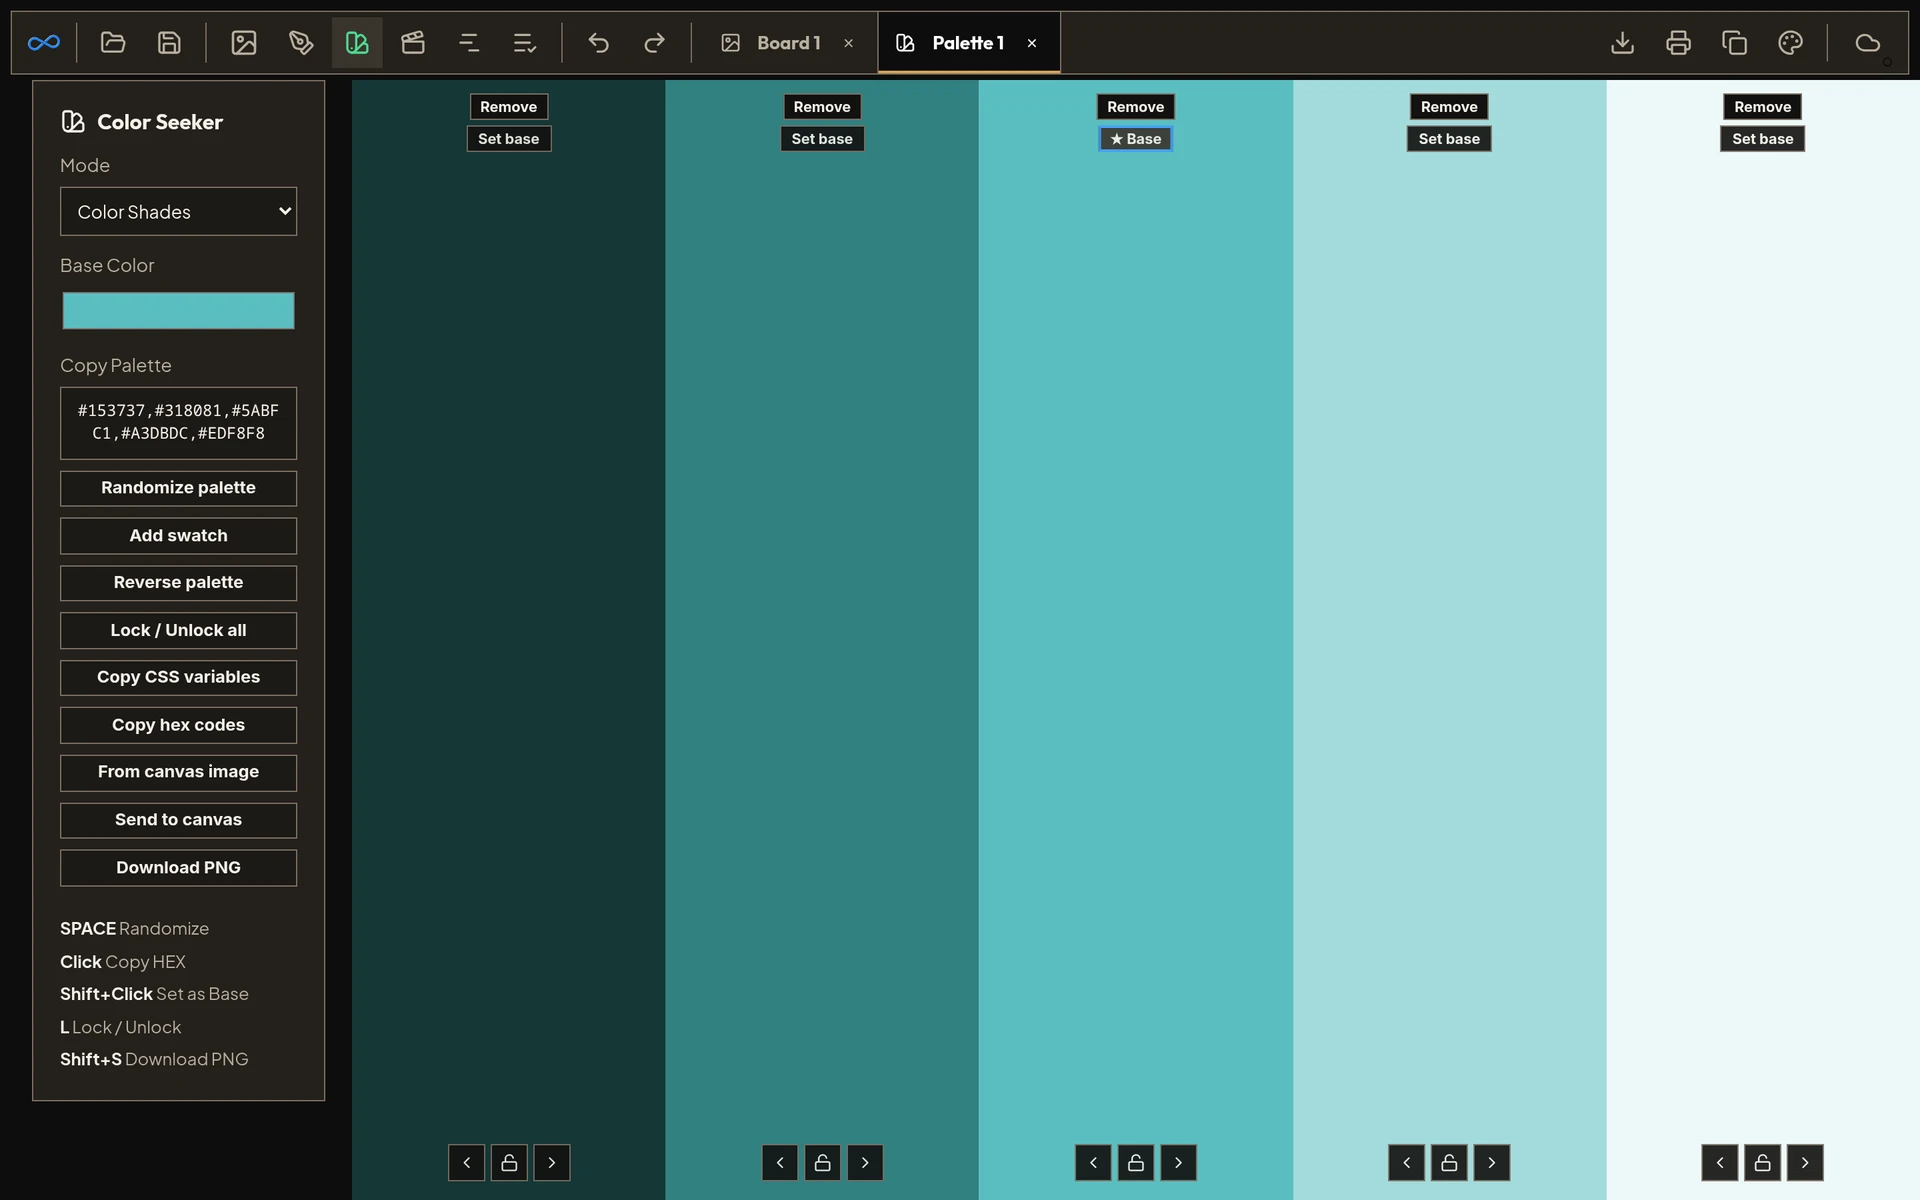 Board 1
Palette 1
Color Seeker
Mode
Color Shades
Base Color
Copy Palette
#153737,#318081,#5ABF
C1,#A3DBDC,#EDF8F8
Randomize palette
Add swatch
Reverse palette
Lock / Unlock all
Copy CSS variables
Copy hex codes
From canvas image
Send to canvas
Download PNG
SPACE Randomize
Click Copy HEX
Shift+Click Set as Base
L Lock / Unlock
Shift+S Download PNG
Remove
Set base
Remove
Set base
Remove
★ Base
Remove
Set base
Remove
Set base